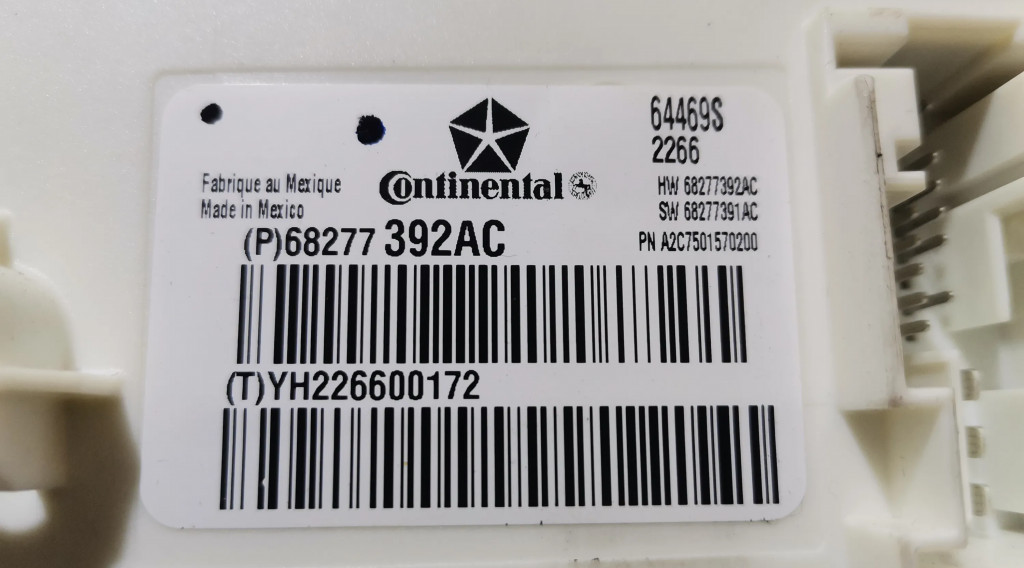 64469S
2266
Continental
Fabrique au Mexique
Made in Mexico
HW 68277392AC
SW 68277391AC
PN A2C7501570200
(P)68277 392AC
(T)YH226600172